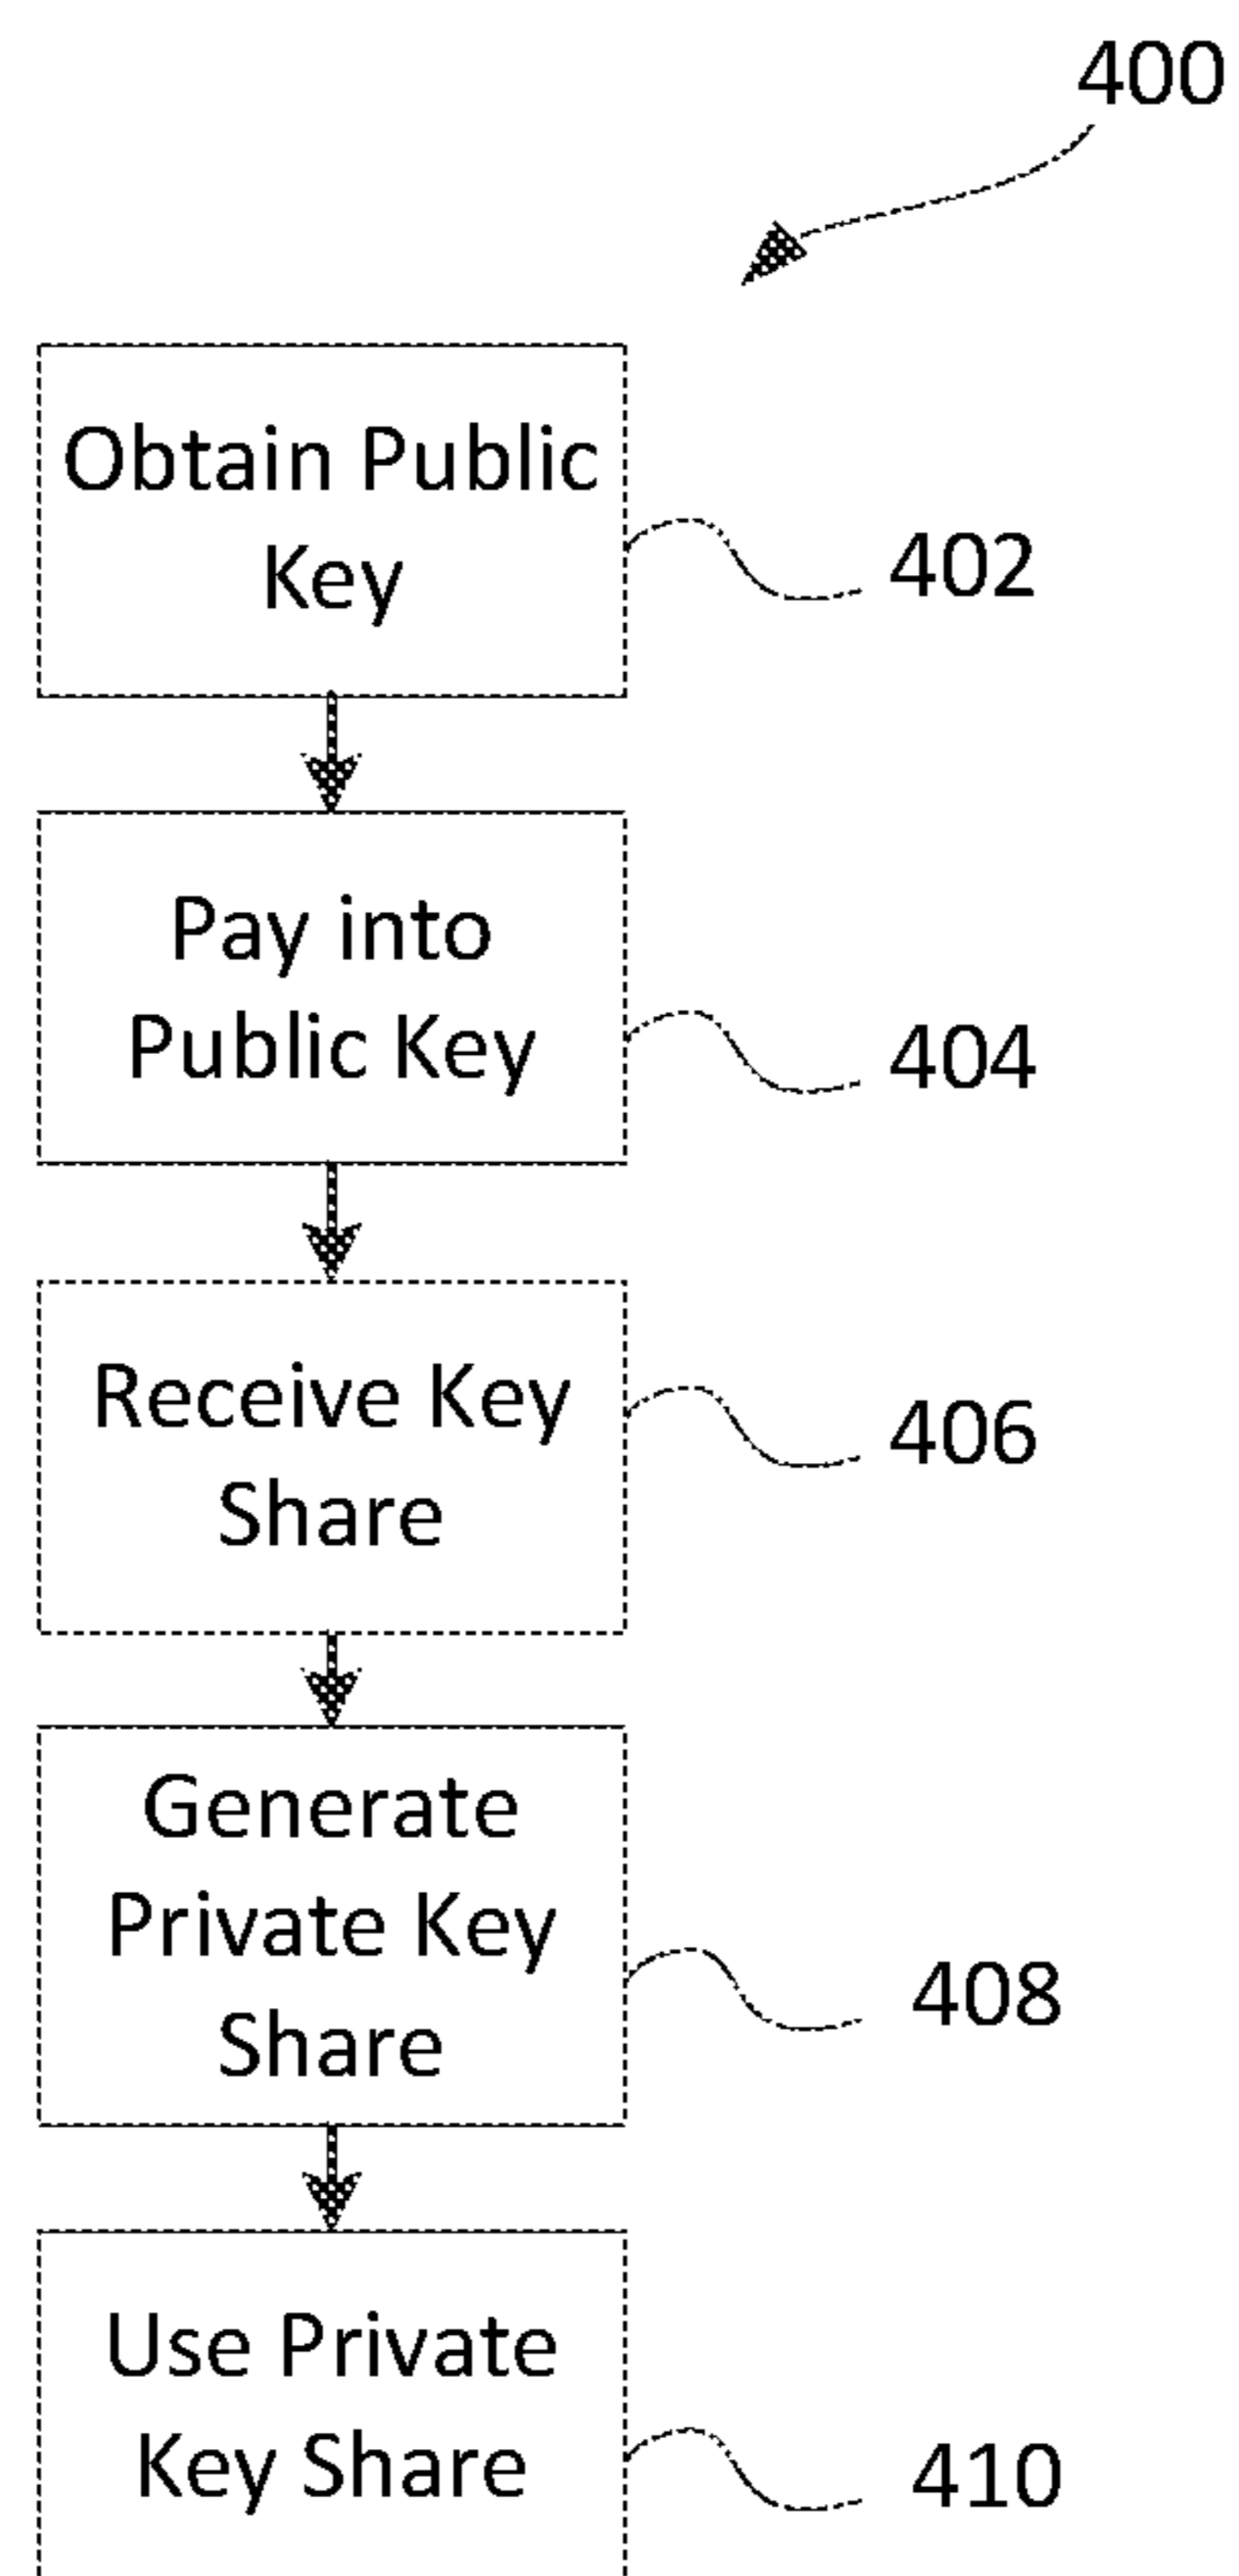 400
Obtain Public
Key
402
Pay into
Public Key
404
Receive Key
Share
406
Generate
Private Key
Share
408
Use Private
Key Share
410